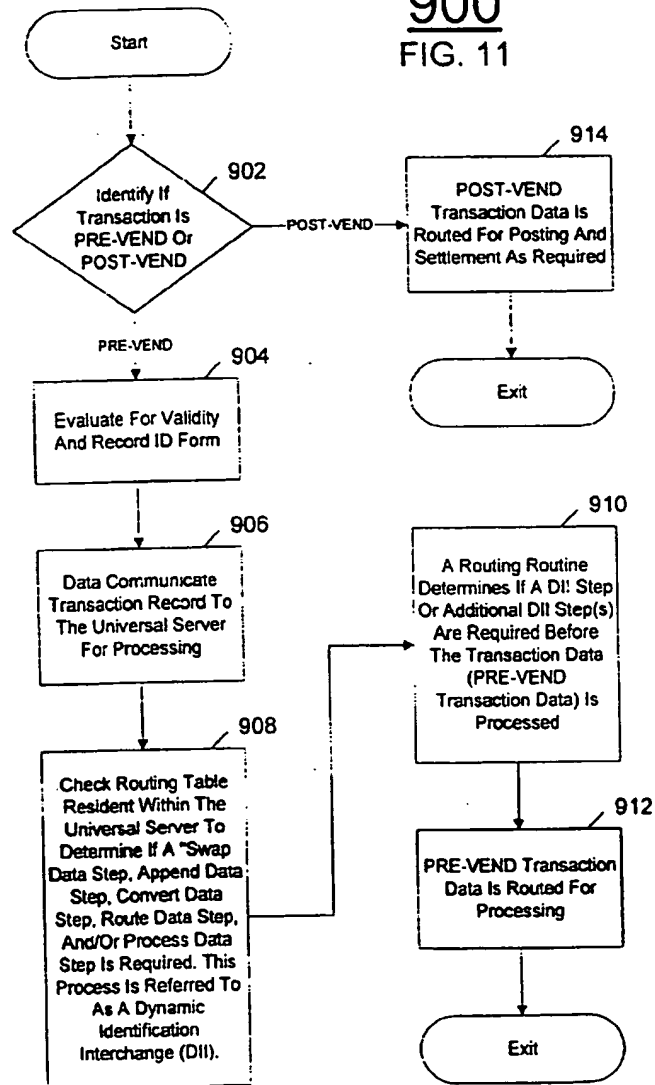 900
FIG. 11
Start
902
Identify If
Transaction Is
PRE-VEND Or
POST-VEND
POST-VEND
914
POST-VEND
Transaction Data Is
Routed For Posting And
Settlement As Required
Exit
PRE-VEND
904
Evaluate For Validity
And Record ID Form
906
Data Communicate
Transaction Record To
The Universal Server
For Processing
908
Check Routing Table
Resident Within The
Universal Server To
Determine If A "Swap
Data Step, Append Data
Step, Convert Data
Step, Route Data Step,
And/Or Process Data
Step Is Required. This
Process Is Referred To
As A Dynamic
Identification
Interchange (DII).
910
A Routing Routine
Determines If A DII Step
Or Additional DII Step(s)
Are Required Before
The Transaction Data
(PRE-VEND
Transaction Data) Is
Processed
912
PRE-VEND Transaction
Data Is Routed For
Processing
Exit